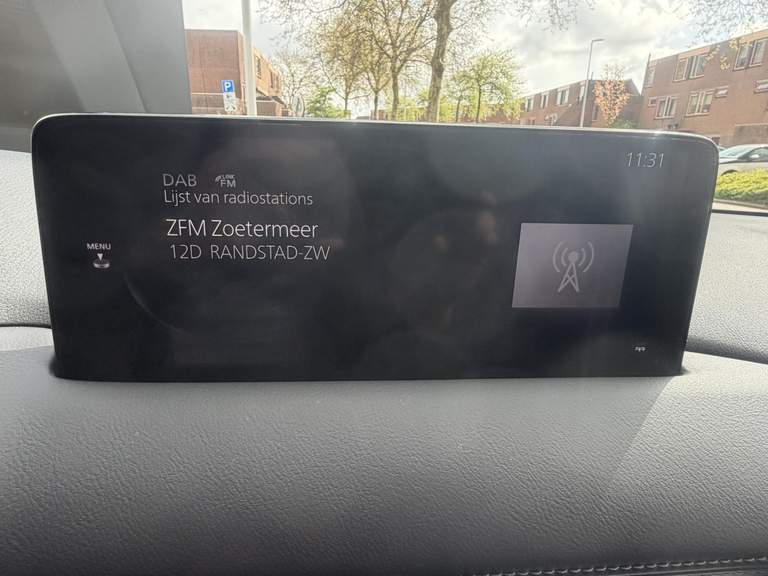 P
11:31
DAB LINK FM
Lijst van radiostations
ZFM Zoetermeer
12D RANDSTAD-ZW
MENU